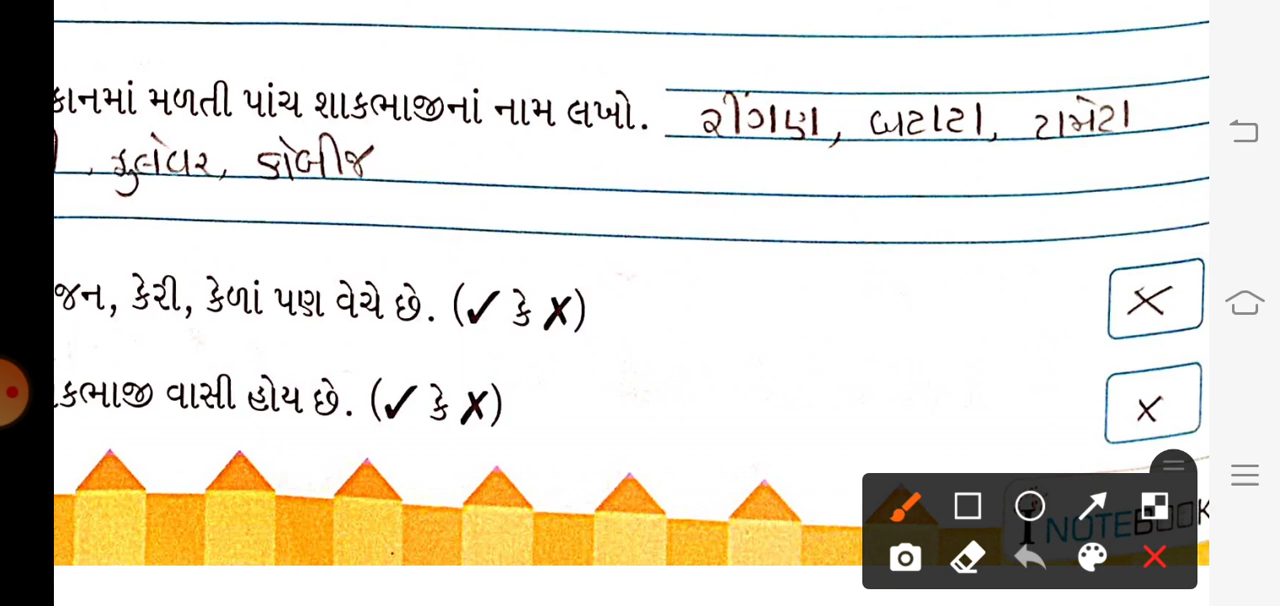 કાનમાં મળતી પાંચ શાકભાજીનાં નામ લખો. રીંગણ, બટાટા, ટામેટા
, ફુલેવર, કોબીજ
જન, કેરી, કેળાં પણ વેચે છે. (✓ કે ✗)
✗
કભાજી વાસી હોય છે. (✓ કે ✗)
✗
NOTEBOOK